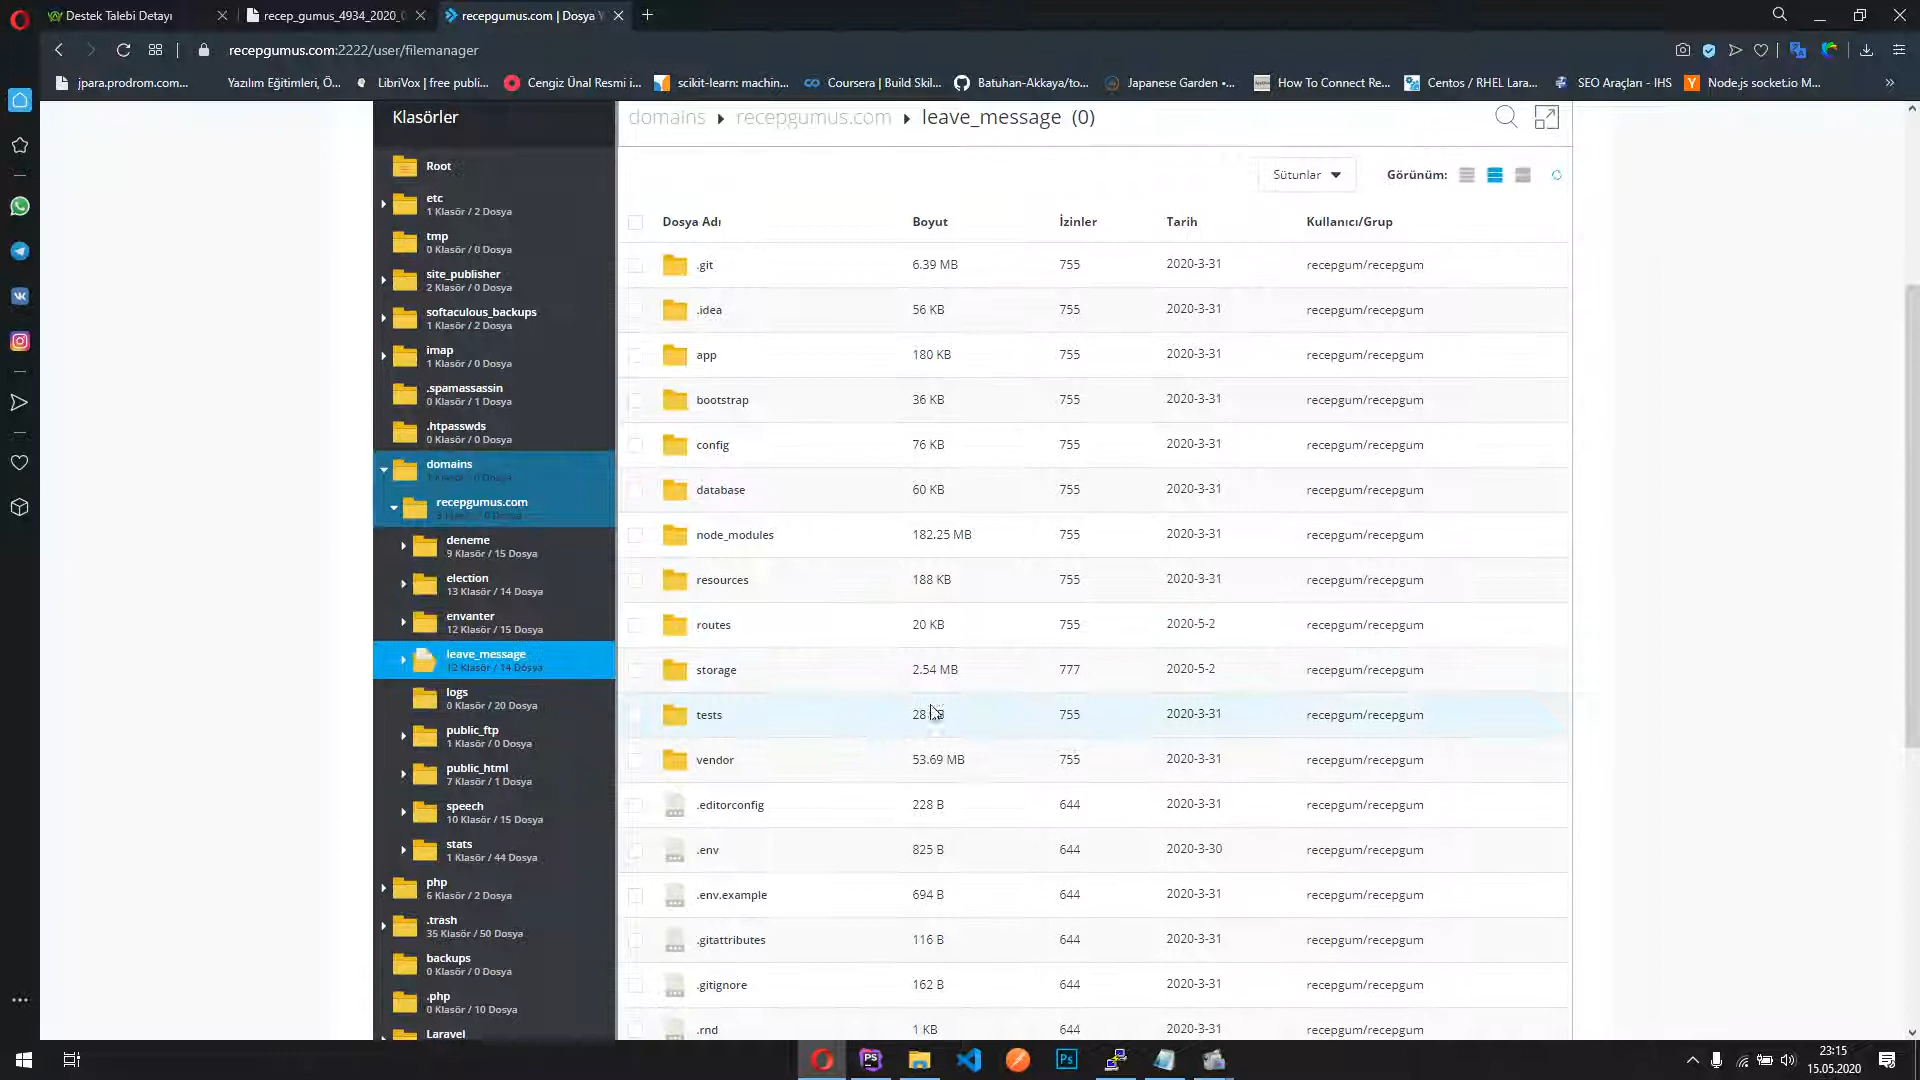 Destek Talebi Detayı
recep_gumus_4934_2020_
recepgumus.com | Dosya
recepgumus.com:2222/user/filemanager
jpara.prodrom.com...
Yazılım Eğitimleri, Ö...
LibriVox | free publi...
Cengiz Ünal Resmi i...
scikit-learn: machin...
Coursera | Build Skil...
Batuhan-Akkaya/to...
Japanese Garden •...
How To Connect Re...
Centos / RHEL Lara...
SEO Araçları - IHS
Node.js socket.io M...
Klasörler
Root
etc
1 Klasör / 2 Dosya
tmp
0 Klasör / 0 Dosya
site_publisher
2 Klasör / 0 Dosya
softaculous_backups
1 Klasör / 2 Dosya
imap
1 Klasör / 0 Dosya
.spamassassin
0 Klasör / 1 Dosya
.htpasswds
0 Klasör / 0 Dosya
domains
1 Klasör / 0 Dosya
recepgumus.com
deneme
9 Klasör / 15 Dosya
election
13 Klasör / 14 Dosya
envanter
12 Klasör / 15 Dosya
leave_message
12 Klasör / 14 Dosya
logs
0 Klasör / 20 Dosya
public_ftp
1 Klasör / 0 Dosya
public_html
7 Klasör / 1 Dosya
speech
10 Klasör / 15 Dosya
stats
1 Klasör / 44 Dosya
php
6 Klasör / 2 Dosya
.trash
35 Klasör / 50 Dosya
backups
0 Klasör / 0 Dosya
.php
0 Klasör / 10 Dosya
Laravel
domains recepgumus.com leave_message (0)
Sütunlar Görünüm:
Dosya Adı Boyut İzinler Tarih Kullanıcı/Grup
.git 6.39 MB 755 2020-3-31 recepgum/recepgum
.idea 56 KB 755 2020-3-31 recepgum/recepgum
app 180 KB 755 2020-3-31 recepgum/recepgum
bootstrap 36 KB 755 2020-3-31 recepgum/recepgum
config 76 KB 755 2020-3-31 recepgum/recepgum
database 60 KB 755 2020-3-31 recepgum/recepgum
node_modules 182.25 MB 755 2020-3-31 recepgum/recepgum
resources 188 KB 755 2020-3-31 recepgum/recepgum
routes 20 KB 755 2020-5-2 recepgum/recepgum
storage 2.54 MB 777 2020-5-2 recepgum/recepgum
tests 28 755 2020-3-31 recepgum/recepgum
vendor 53.69 MB 755 2020-3-31 recepgum/recepgum
.editorconfig 228 B 644 2020-3-31 recepgum/recepgum
.env 825 B 644 2020-3-30 recepgum/recepgum
.env.example 694 B 644 2020-3-31 recepgum/recepgum
.gitattributes 116 B 644 2020-3-31 recepgum/recepgum
.gitignore 162 B 644 2020-3-31 recepgum/recepgum
.rnd 1 KB 644 2020-3-31 recepgum/recepgum
PS
Ps
23:15
15.05.2020